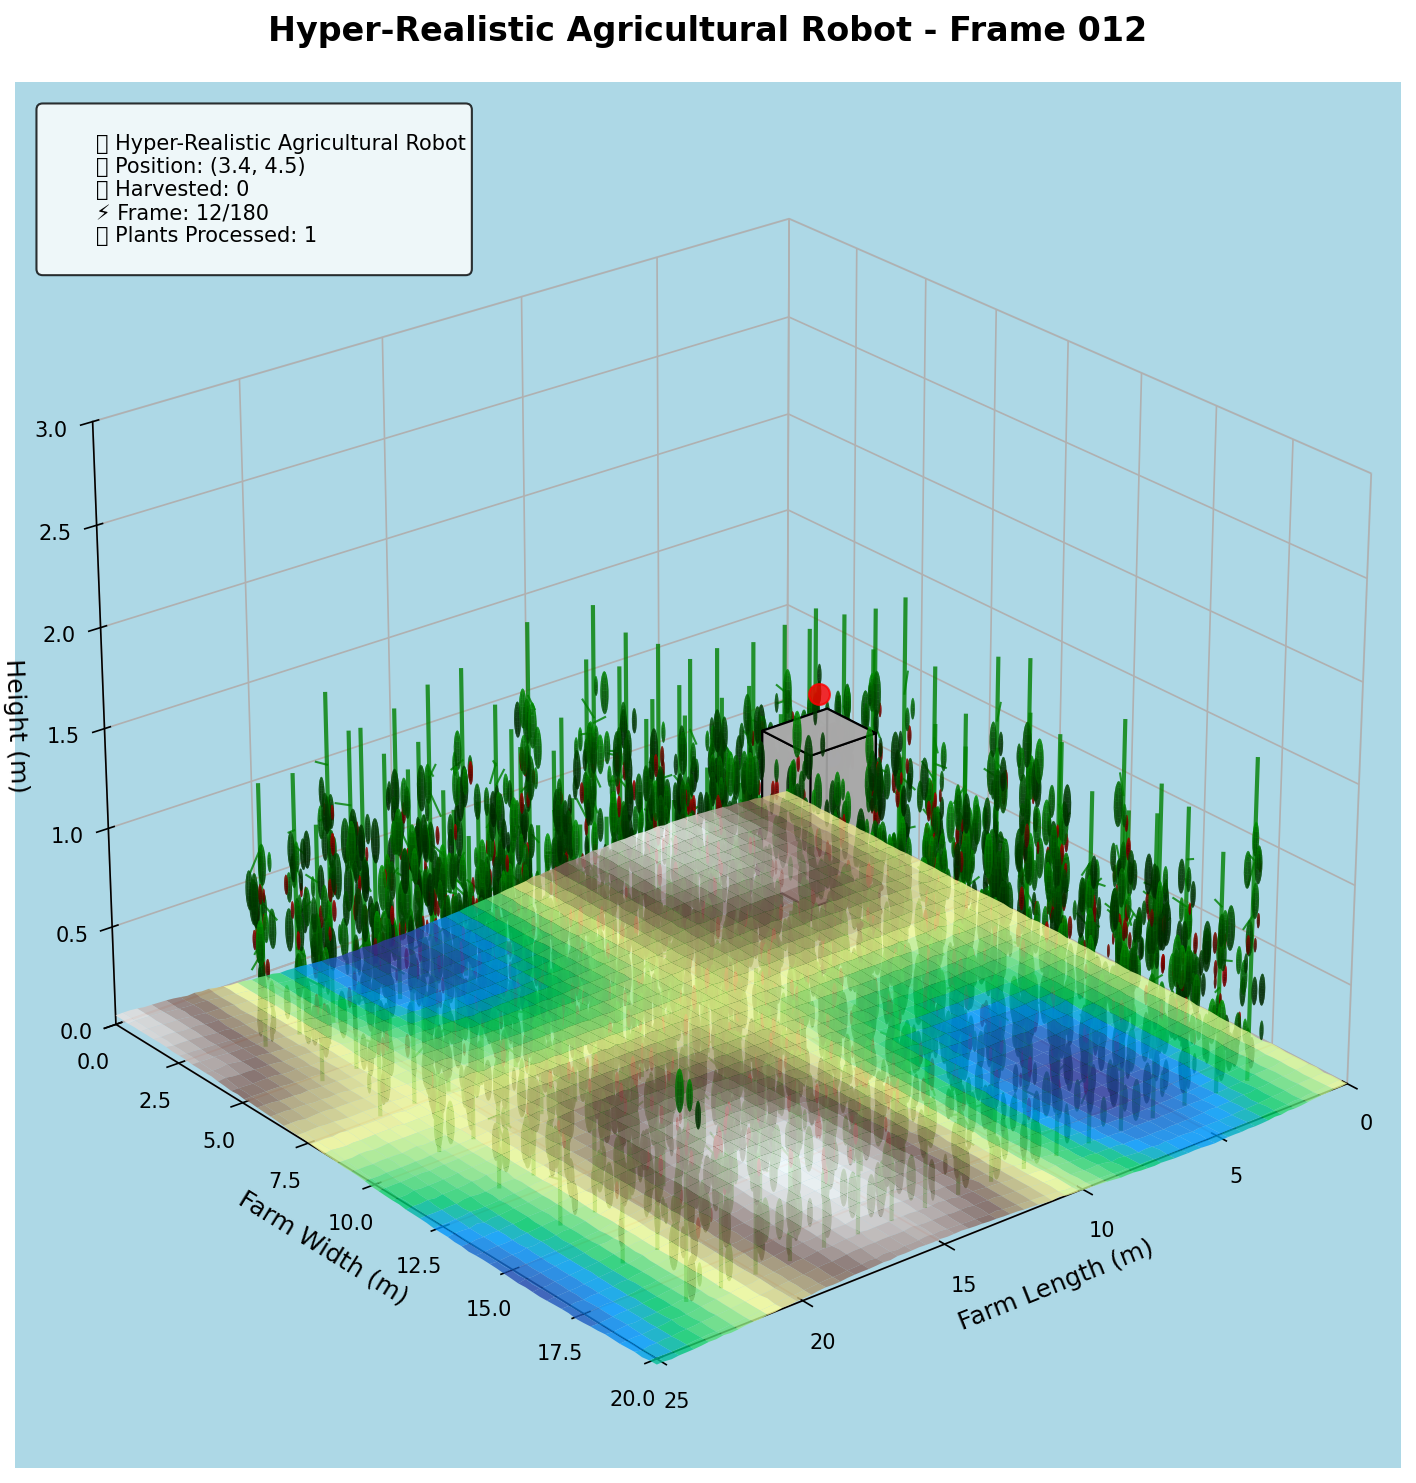 Hyper-Realistic Agricultural Robot - Frame 012
▯ Hyper-Realistic Agricultural Robot
▯ Position: (3.4, 4.5)
▯ Harvested: 0
⚡ Frame: 12/180
▯ Plants Processed: 1
3.0
2.5
2.0
1.5
1.0
0.5
0.0
Height (m)
0.0
2.5
5.0
7.5
10.0
12.5
15.0
17.5
20.0
Farm Width (m)
0
5
10
15
20
25
Farm Length (m)